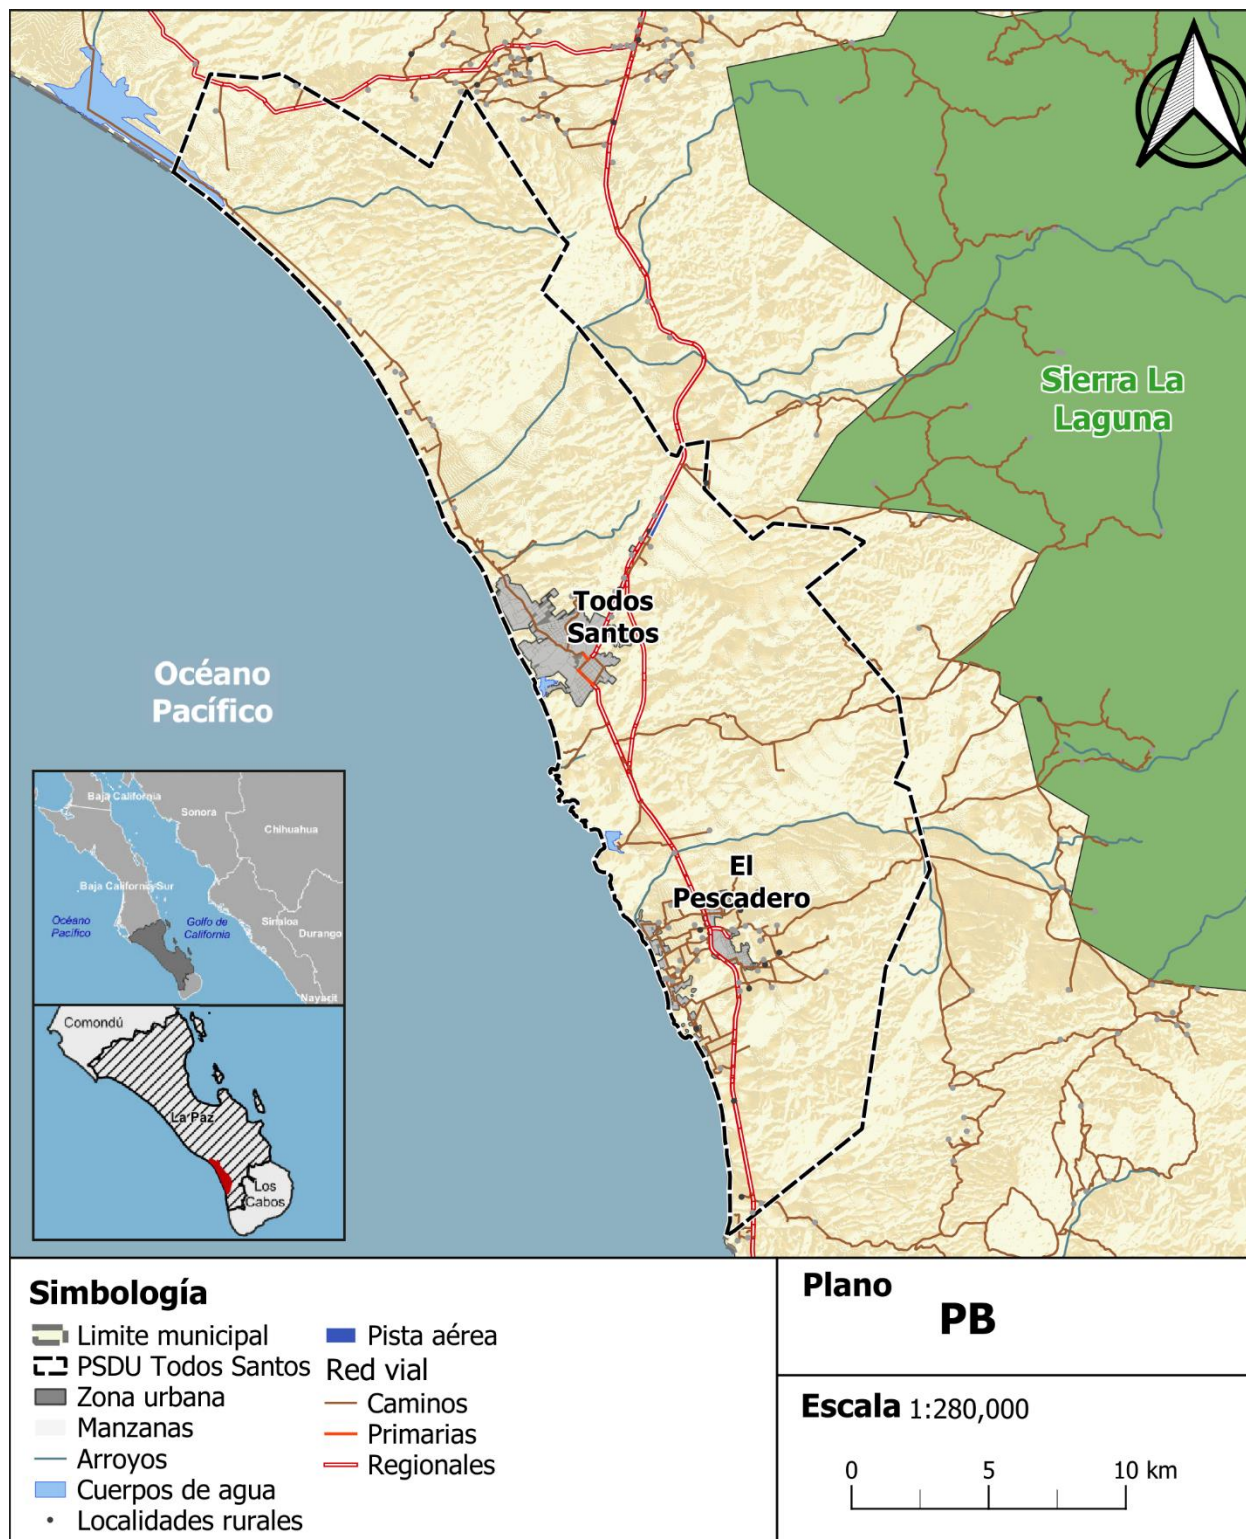 Sierra La
Laguna
Todos
Santos
Océano
Pacífico
El
Pescadero
Baja California
Sonora
Chihuahua
Baja California Sur
Océano
Pacífico
Golfo de
California
Sinaloa
Durango
Nayarit
Comondú
La Paz
Los
Cabos
Simbología
Limite municipal
PSDU Todos Santos
Zona urbana
Manzanas
Arroyos
Cuerpos de agua
Localidades rurales
Pista aérea
Red vial
Caminos
Primarias
Regionales
Plano
PB
Escala 1:280,000
0 5 10 km